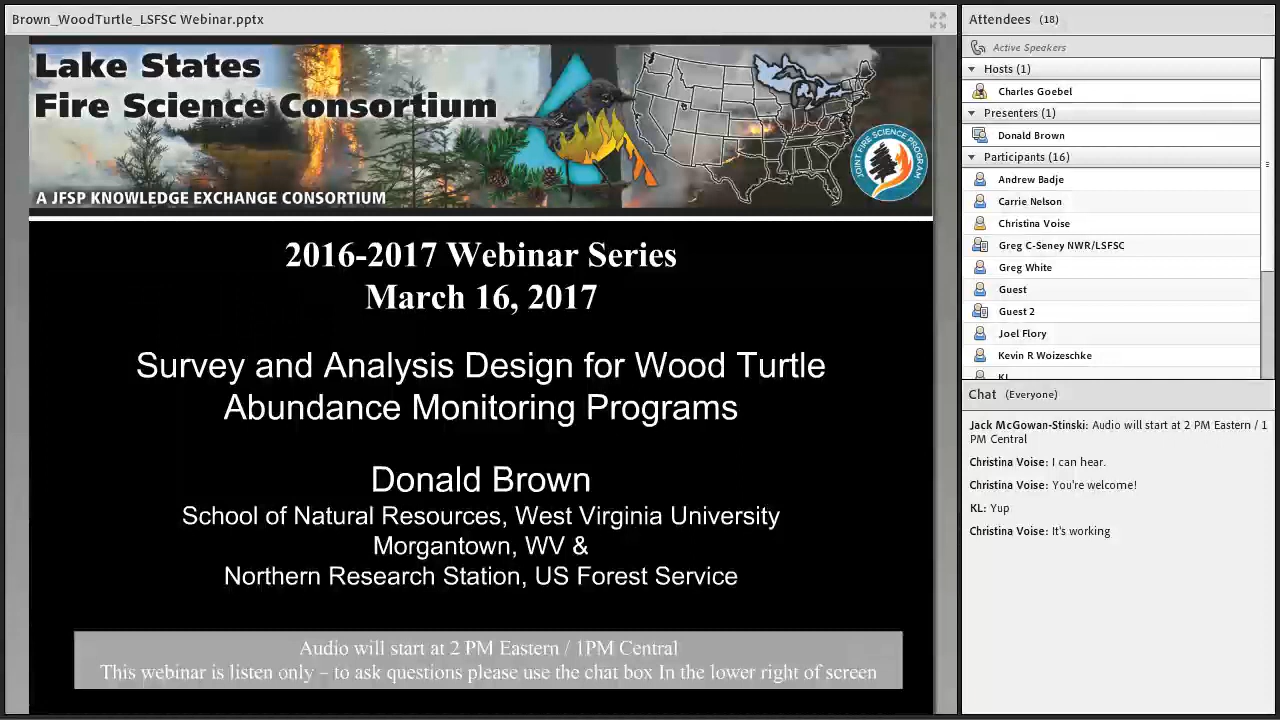 Brown_WoodTurtle_LSFSC Webinar.pptx
Lake States
Fire Science Consortium
A JFSP KNOWLEDGE EXCHANGE CONSORTIUM
JOINT FIRE SCIENCE PROGRAM
2016-2017 Webinar Series
March 16, 2017
Survey and Analysis Design for Wood Turtle
Abundance Monitoring Programs
Donald Brown
School of Natural Resources, West Virginia University
Morgantown, WV &
Northern Research Station, US Forest Service
Audio will start at 2 PM Eastern / 1PM Central
This webinar is listen only – to ask questions please use the chat box In the lower right of screen
Attendees (18)
Active Speakers
Hosts (1)
Charles Goebel
Presenters (1)
Donald Brown
Participants (16)
Andrew Badje
Carrie Nelson
Christina Voise
Greg C-Seney NWR/LSFSC
Greg White
Guest
Guest 2
Joel Flory
Kevin R Woizeschke
KL
Chat (Everyone)
Jack McGowan-Stinski: Audio will start at 2 PM Eastern / 1
PM Central
Christina Voise: I can hear.
Christina Voise: You're welcome!
KL: Yup
Christina Voise: It's working